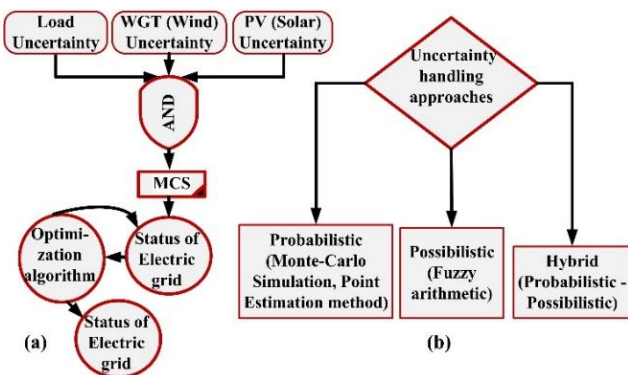 Load
Uncertainty
WGT (Wind)
Uncertainty
PV (Solar)
Uncertainty
AND
MCS
Optimi-
zation
algorithm
Status of
Electric
grid
Status of
Electric
grid
(a)
Uncertainty
handling
approaches
Probabilistic
(Monte-Carlo
Simulation, Point
Estimation method)
Possibilistic
(Fuzzy
arithmetic)
Hybrid
(Probabilistic -
Possibilistic)
(b)